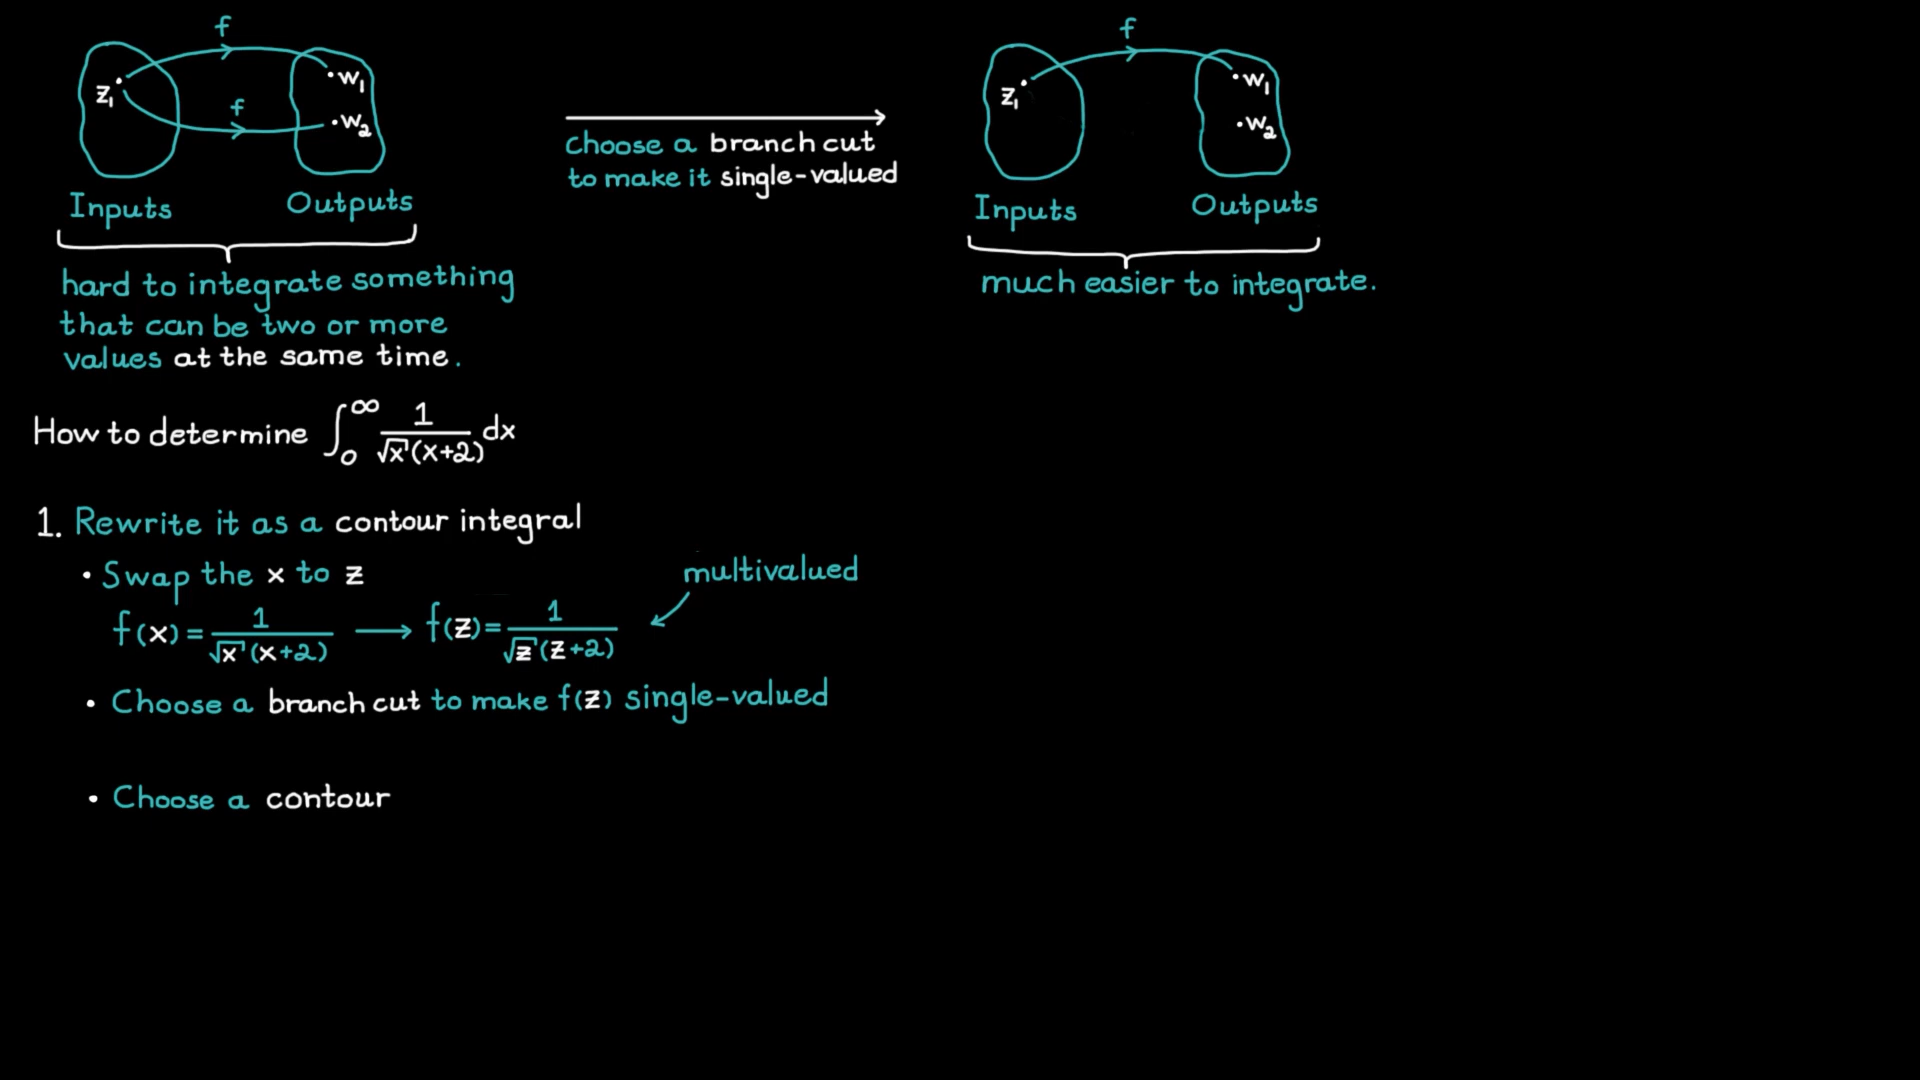 f
z₁ w₁
f
w₂
Inputs Outputs
hard to integrate something
that can be two or more
values at the same time.
choose a branch cut
to make it single-valued
f
z₁ w₁
w₂
Inputs Outputs
much easier to integrate.
How to determine ∫₀^∞ 1/(√x(x+2)) dx
1. Rewrite it as a contour integral
• Swap the x to z
multivalued
f(x) = 1/(√x(x+2)) ⟶ f(z) = 1/(√z(z+2))
• Choose a branch cut to make f(z) single-valued
• Choose a contour